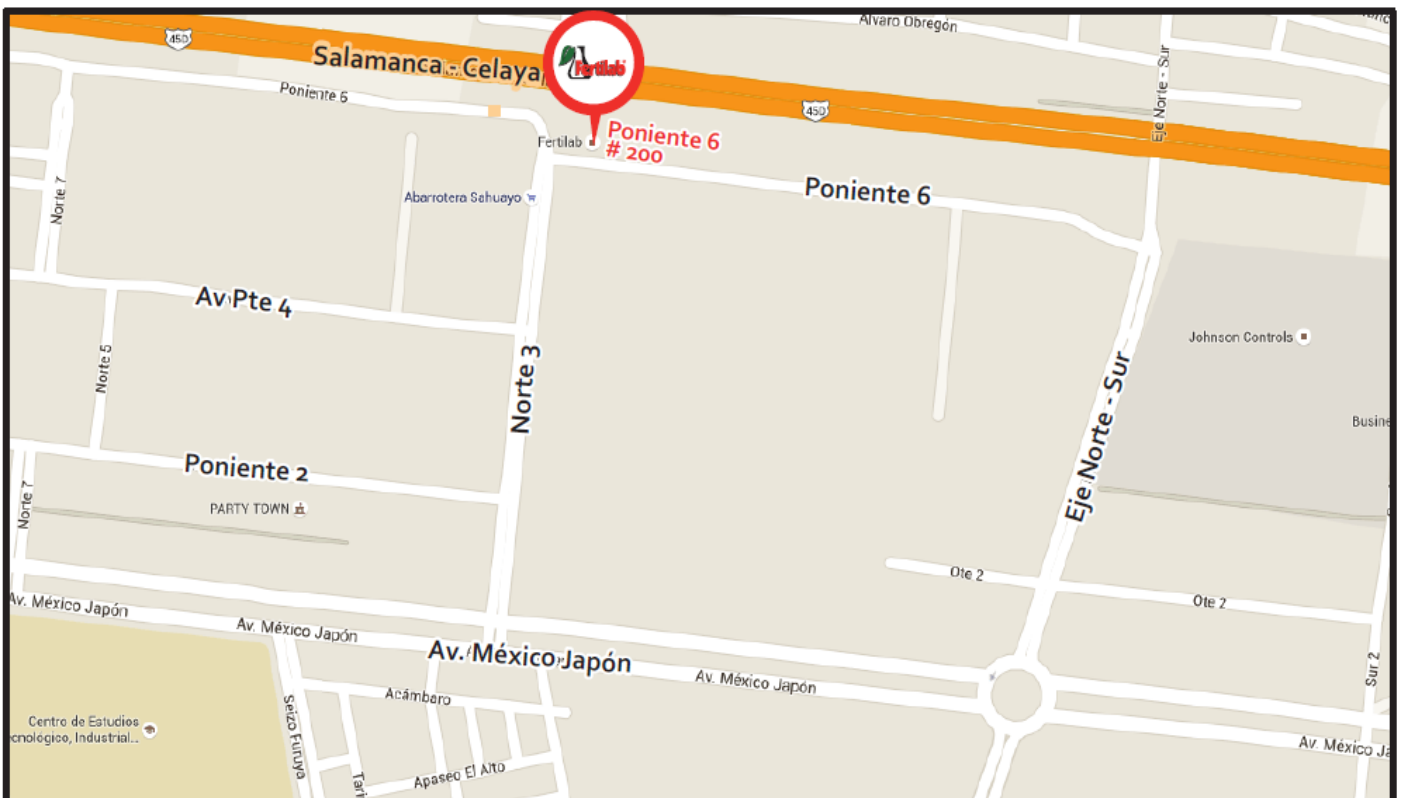 Alvaro Obregón
45D
Salamanca - Celaya
Fertilab
Poniente 6
45D
Eje Norte - Sur
Fertilab
Poniente 6
# 200
Norte 7
Abarrotera Sahuayo
Poniente 6
Av Pte 4
Johnson Controls
Norte 5
Norte 3
Eje Norte - Sur
Busine
Poniente 2
Norte 7
PARTY TOWN
Ote 2
Ote 2
Av. México Japón
Av. México Japón
Av. México Japón
Av. México Japón
Sur 2
Acámbaro
Seizo Furuya
Centro de Estudios
ecnológico, Industrial...
Av. México Ja
Apaseo El Alto
Tari